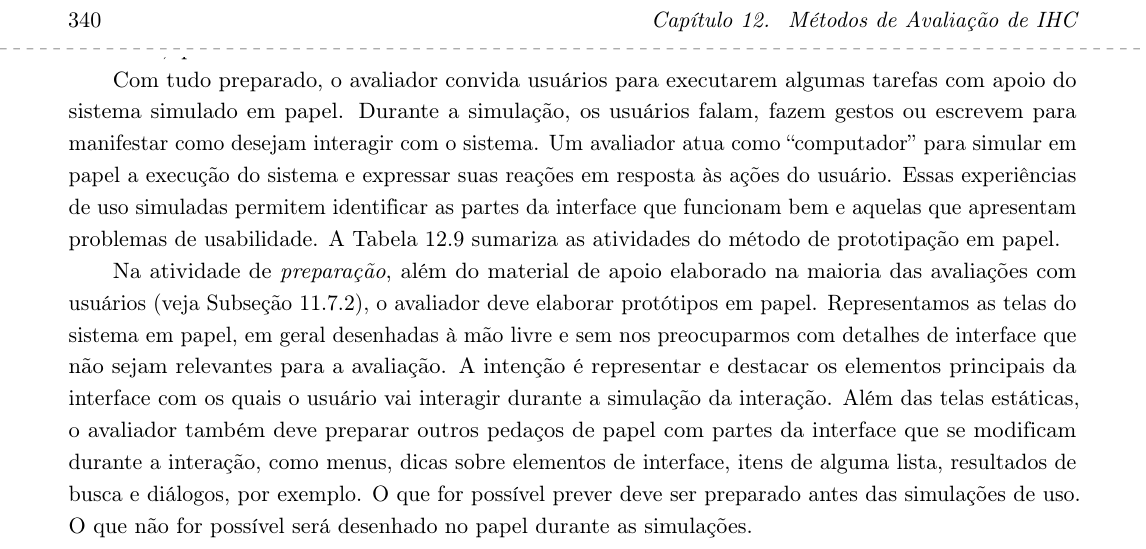 340
Capítulo 12. Métodos de Avaliação de IHC
Com tudo preparado, o avaliador convida usuários para executarem algumas tarefas com apoio do
sistema simulado em papel. Durante a simulação, os usuários falam, fazem gestos ou escrevem para
manifestar como desejam interagir com o sistema. Um avaliador atua como “computador” para simular em
papel a execução do sistema e expressar suas reações em resposta às ações do usuário. Essas experiências
de uso simuladas permitem identificar as partes da interface que funcionam bem e aquelas que apresentam
problemas de usabilidade. A Tabela 12.9 sumariza as atividades do método de prototipação em papel.
Na atividade de preparação, além do material de apoio elaborado na maioria das avaliações com
usuários (veja Subseção 11.7.2), o avaliador deve elaborar protótipos em papel. Representamos as telas do
sistema em papel, em geral desenhadas à mão livre e sem nos preocuparmos com detalhes de interface que
não sejam relevantes para a avaliação. A intenção é representar e destacar os elementos principais da
interface com os quais o usuário vai interagir durante a simulação da interação. Além das telas estáticas,
o avaliador também deve preparar outros pedaços de papel com partes da interface que se modificam
durante a interação, como menus, dicas sobre elementos de interface, itens de alguma lista, resultados de
busca e diálogos, por exemplo. O que for possível prever deve ser preparado antes das simulações de uso.
O que não for possível será desenhado no papel durante as simulações.